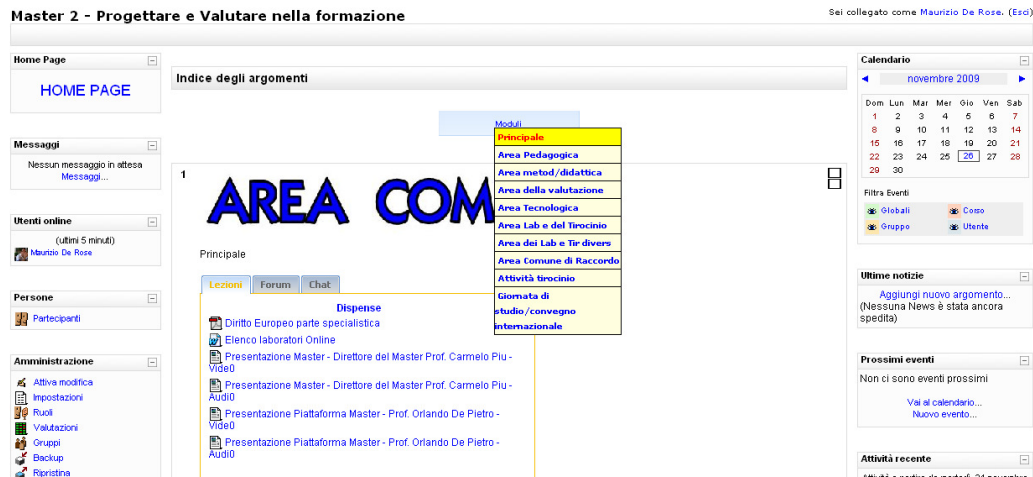 Master 2 - Progettare e Valutare nella formazione
Sei collegato come Maurizio De Rose. (Esci)
Home Page
HOME PAGE
Messaggi
Nessun messaggio in attesa
Messaggi...
Utenti online
(ultimi 5 minuti)
Maurizio De Rose
Persone
Partecipanti
Amministrazione
Attiva modifica
Impostazioni
Ruoli
Valutazioni
Gruppi
Backup
Ripristina
Indice degli argomenti
Moduli
Principale
Area Pedagogica
Area metod/didattica
Area della valutazione
Area Tecnologica
Area Lab e del Tirocinio
Area dei Lab e Tir divers
Area Comune di Raccordo
Attività tirocinio
Giornata di
studio/convegno
internazionale
1
AREA COM
Principale
Lezioni Forum Chat
Dispense
Diritto Europeo parte specialistica
Elenco laboratori Online
Presentazione Master - Direttore del Master Prof. Carmelo Piu -
Vide0
Presentazione Master - Direttore del Master Prof. Carmelo Piu -
Audi0
Presentazione Piattaforma Master - Prof. Orlando De Pietro -
Vide0
Presentazione Piattaforma Master - Prof. Orlando De Pietro -
Audi0
Calendario
novembre 2009
Dom Lun Mar Mer Gio Ven Sab
1 2 3 4 5 6 7
8 9 10 11 12 13 14
15 16 17 18 19 20 21
22 23 24 25 26 27 28
29 30
Filtra Eventi
Globali Corso
Gruppo Utente
Ultime notizie
Aggiungi nuovo argomento...
(Nessuna News è stata ancora
spedita)
Prossimi eventi
Non ci sono eventi prossimi
Vai al calendario...
Nuovo evento...
Attività recente